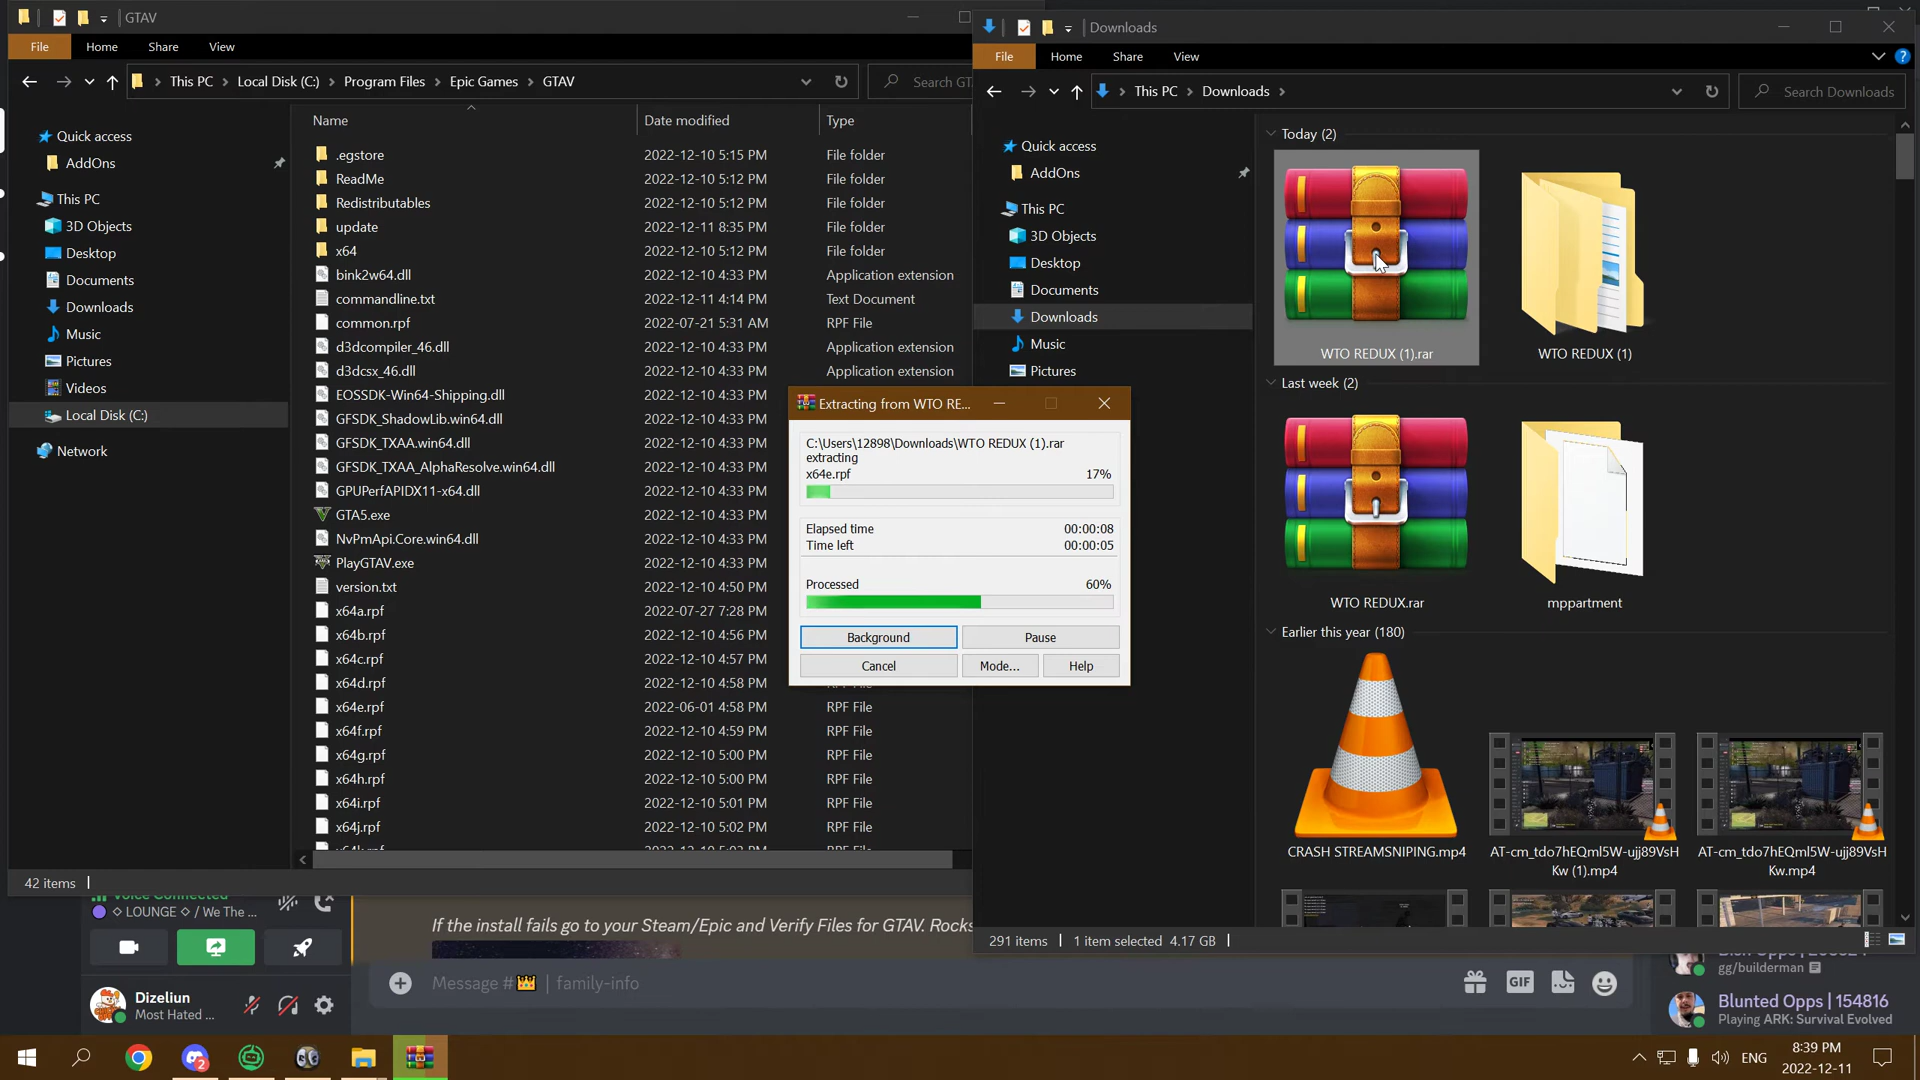 GTAV
File Home Share View
This PC Local Disk (C:) Program Files Epic Games GTAV
Search GT
Quick access
AddOns
This PC
3D Objects
Desktop
Documents
Downloads
Music
Pictures
Videos
Local Disk (C:)
Network
Name Date modified Type
.egstore 2022-12-10 5:15 PM File folder
ReadMe 2022-12-10 5:12 PM File folder
Redistributables 2022-12-10 5:12 PM File folder
update 2022-12-11 8:35 PM File folder
x64 2022-12-10 5:12 PM File folder
bink2w64.dll 2022-12-10 4:33 PM Application extension
commandline.txt 2022-12-11 4:14 PM Text Document
common.rpf 2022-07-21 5:31 AM RPF File
d3dcompiler_46.dll 2022-12-10 4:33 PM Application extension
d3dcsx_46.dll 2022-12-10 4:33 PM Application extension
EOSSDK-Win64-Shipping.dll 2022-12-10 4:33 PM
GFSDK_ShadowLib.win64.dll 2022-12-10 4:33 PM
GFSDK_TXAA.win64.dll 2022-12-10 4:33 PM
GFSDK_TXAA_AlphaResolve.win64.dll 2022-12-10 4:33 PM
GPUPerfAPIDX11-x64.dll 2022-12-10 4:33 PM
GTA5.exe 2022-12-10 4:33 PM
NvPmApi.Core.win64.dll 2022-12-10 4:33 PM
PlayGTAV.exe 2022-12-10 4:33 PM
version.txt 2022-12-10 4:50 PM
x64a.rpf 2022-07-27 7:28 PM
x64b.rpf 2022-12-10 4:56 PM
x64c.rpf 2022-12-10 4:57 PM
x64d.rpf 2022-12-10 4:58 PM RPF File
x64e.rpf 2022-06-01 4:58 PM RPF File
x64f.rpf 2022-12-10 4:59 PM RPF File
x64g.rpf 2022-12-10 5:00 PM RPF File
x64h.rpf 2022-12-10 5:00 PM RPF File
x64i.rpf 2022-12-10 5:01 PM RPF File
x64j.rpf 2022-12-10 5:02 PM RPF File
42 items
Downloads
File Home Share View
This PC Downloads
Search Downloads
Quick access
AddOns
This PC
3D Objects
Desktop
Documents
Downloads
Music
Pictures
Today (2)
WTO REDUX (1).rar
WTO REDUX (1)
Last week (2)
WTO REDUX.rar
mppartment
Earlier this year (180)
CRASH STREAMSNIPING.mp4
AT-cm_tdo7hEQml5W-ujj89VsH
Kw (1).mp4
AT-cm_tdo7hEQml5W-ujj89VsH
Kw.mp4
291 items 1 item selected 4.17 GB
Extracting from WTO RE...
C:\Users\12898\Downloads\WTO REDUX (1).rar
extracting
x64e.rpf 17%
Elapsed time 00:00:08
Time left 00:00:05
Processed 60%
Background Pause
Cancel Mode... Help
Voice Connected
◇ LOUNGE ◇ / We The ...
Dizeliun
Most Hated ...
If the install fails go to your Steam/Epic and Verify Files for GTAV. Rocks
Message #👑 | family-info
GIF
gg/builderman
Blunted Opps | 154816
Playing ARK: Survival Evolved
2
ENG
8:39 PM
2022-12-11